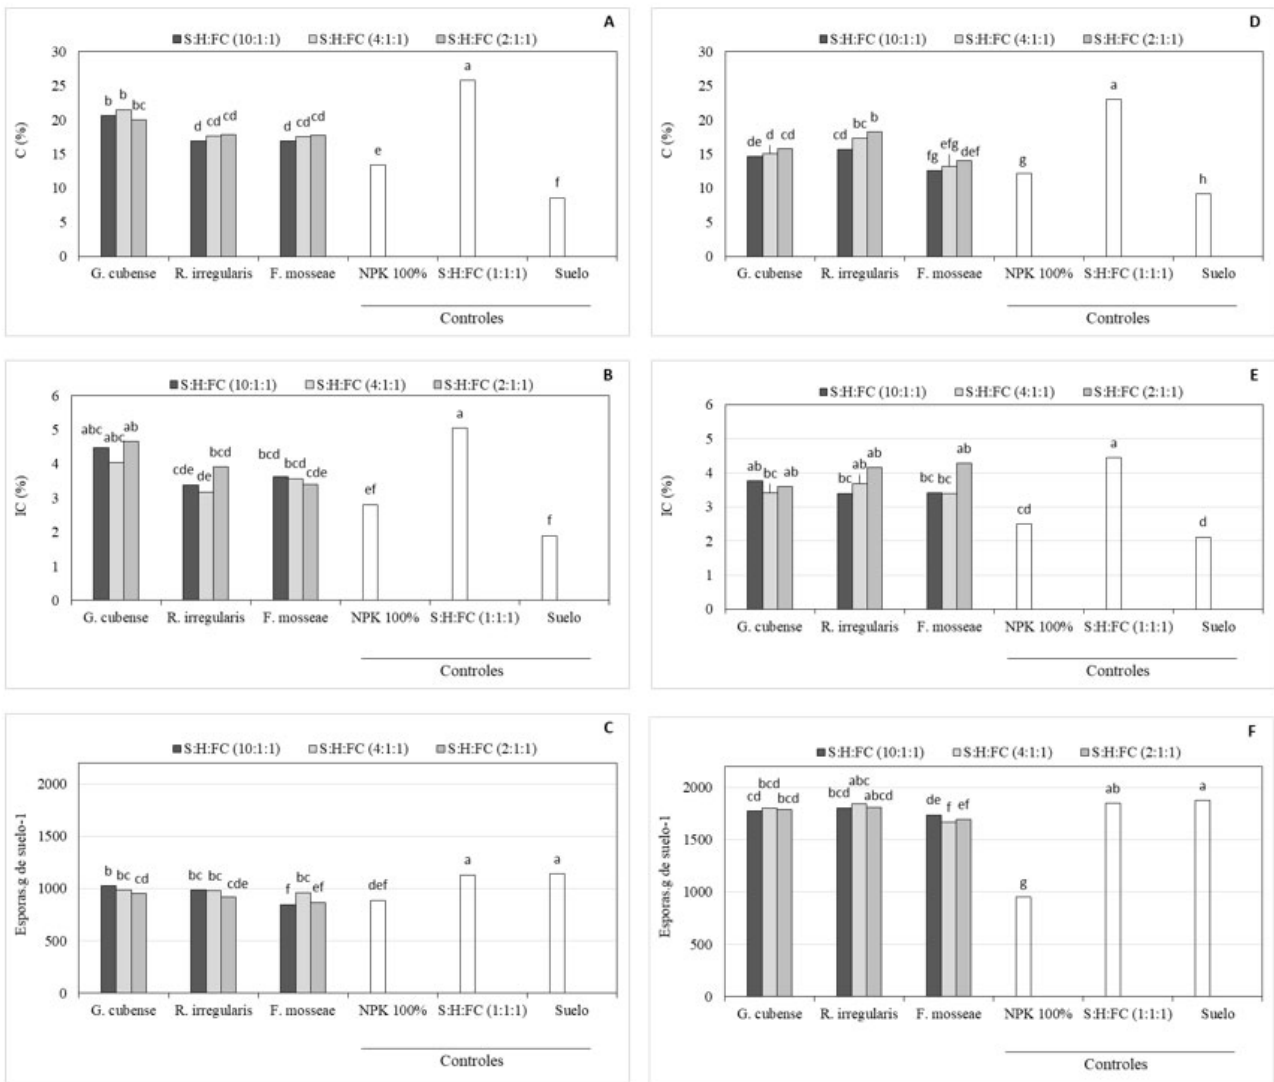 A
S:H:FC (10:1:1) S:H:FC (4:1:1) S:H:FC (2:1:1)
30
25
20
15
10
5
0
C (%)
b b bc d cd cd d cd cd e a f
G. cubense R. irregularis F. mosseae NPK 100% S:H:FC (1:1:1) Suelo
Controles
D
S:H:FC (10:1:1) S:H:FC (4:1:1) S:H:FC (2:1:1)
30
25
20
15
10
5
0
C (%)
de d cd cd bc b fg efg def g a h
G. cubense R. irregularis F. mosseae NPK 100% S:H:FC (1:1:1) Suelo
Controles
B
S:H:FC (10:1:1) S:H:FC (4:1:1) S:H:FC (2:1:1)
6
5
4
3
2
1
0
IC (%)
abc abc ab cde de bcd bcd bcd cde ef a f
G. cubense R. irregularis F. mosseae NPK 100% S:H:FC (1:1:1) Suelo
Controles
E
S:H:FC (10:1:1) S:H:FC (4:1:1) S:H:FC (2:1:1)
6
5
4
3
2
1
0
IC (%)
ab bc ab bc ab ab bc bc ab cd a d
G. cubense R. irregularis F. mosseae NPK 100% S:H:FC (1:1:1) Suelo
Controles
C
S:H:FC (10:1:1) S:H:FC (4:1:1) S:H:FC (2:1:1)
2000
1500
1000
500
0
Esporas.g de suelo-1
b bc cd bc bc cde f bc ef def a a
G. cubense R. irregularis F. mosseae NPK 100% S:H:FC (1:1:1) Suelo
Controles
F
S:H:FC (10:1:1) S:H:FC (4:1:1) S:H:FC (2:1:1)
2000
1500
1000
500
0
Esporas.g de suelo-1
cd bcd bcd bcd abc abcd de f ef g ab a
G. cubense R. irregularis F. mosseae NPK 100% S:H:FC (1:1:1) Suelo
Controles